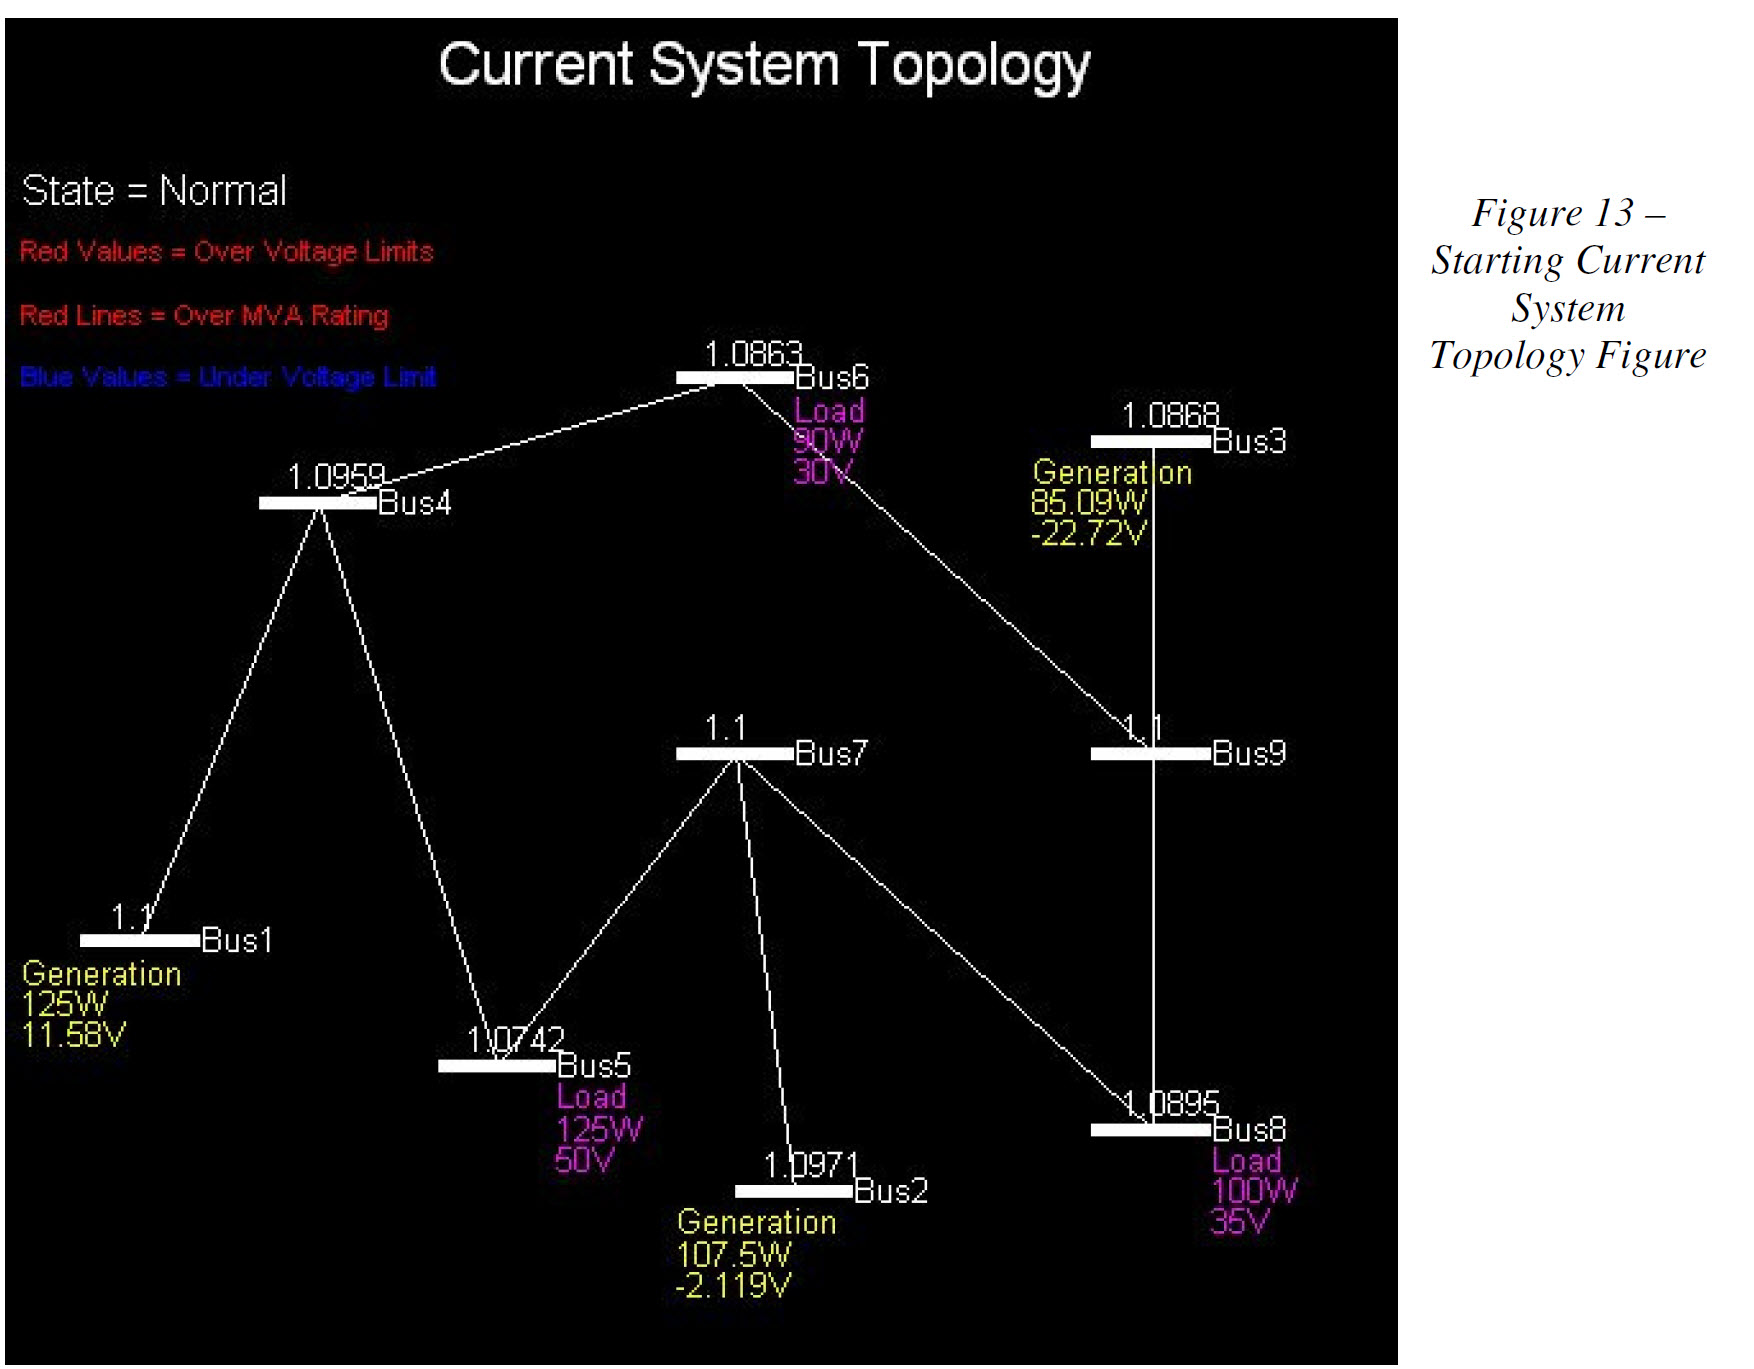 Current System Topology
State = Normal
Red Values = Over Voltage Limits
Red Lines = Over MVA Rating
Blue Values = Under Voltage Limit
Figure 13 –
Starting Current
System
Topology Figure
1.0863
Bus6
Load
90W
30V
1.0868
Bus3
Generation
85.09W
-22.72V
1.0959
Bus4
1.1
Bus7
1.1
Bus9
1.1
Bus1
Generation
125W
11.58V
1.0742
Bus5
Load
125W
50V
1.0971
Bus2
Generation
107.5W
-2.119V
1.0895
Bus8
Load
100W
35V